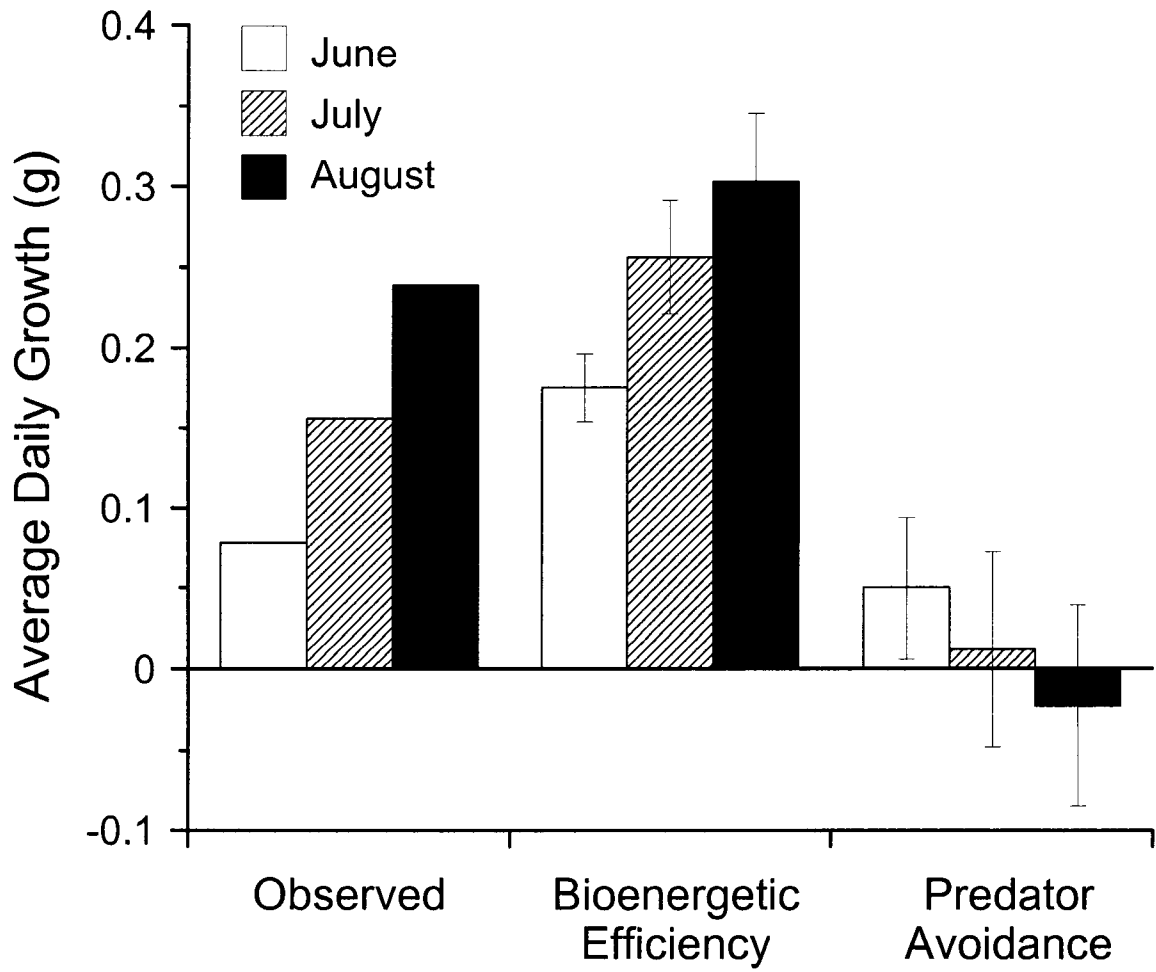 Average Daily Growth (g)
0.4
0.3
0.2
0.1
0
-0.1
June
July
August
Observed
Bioenergetic
Efficiency
Predator
Avoidance